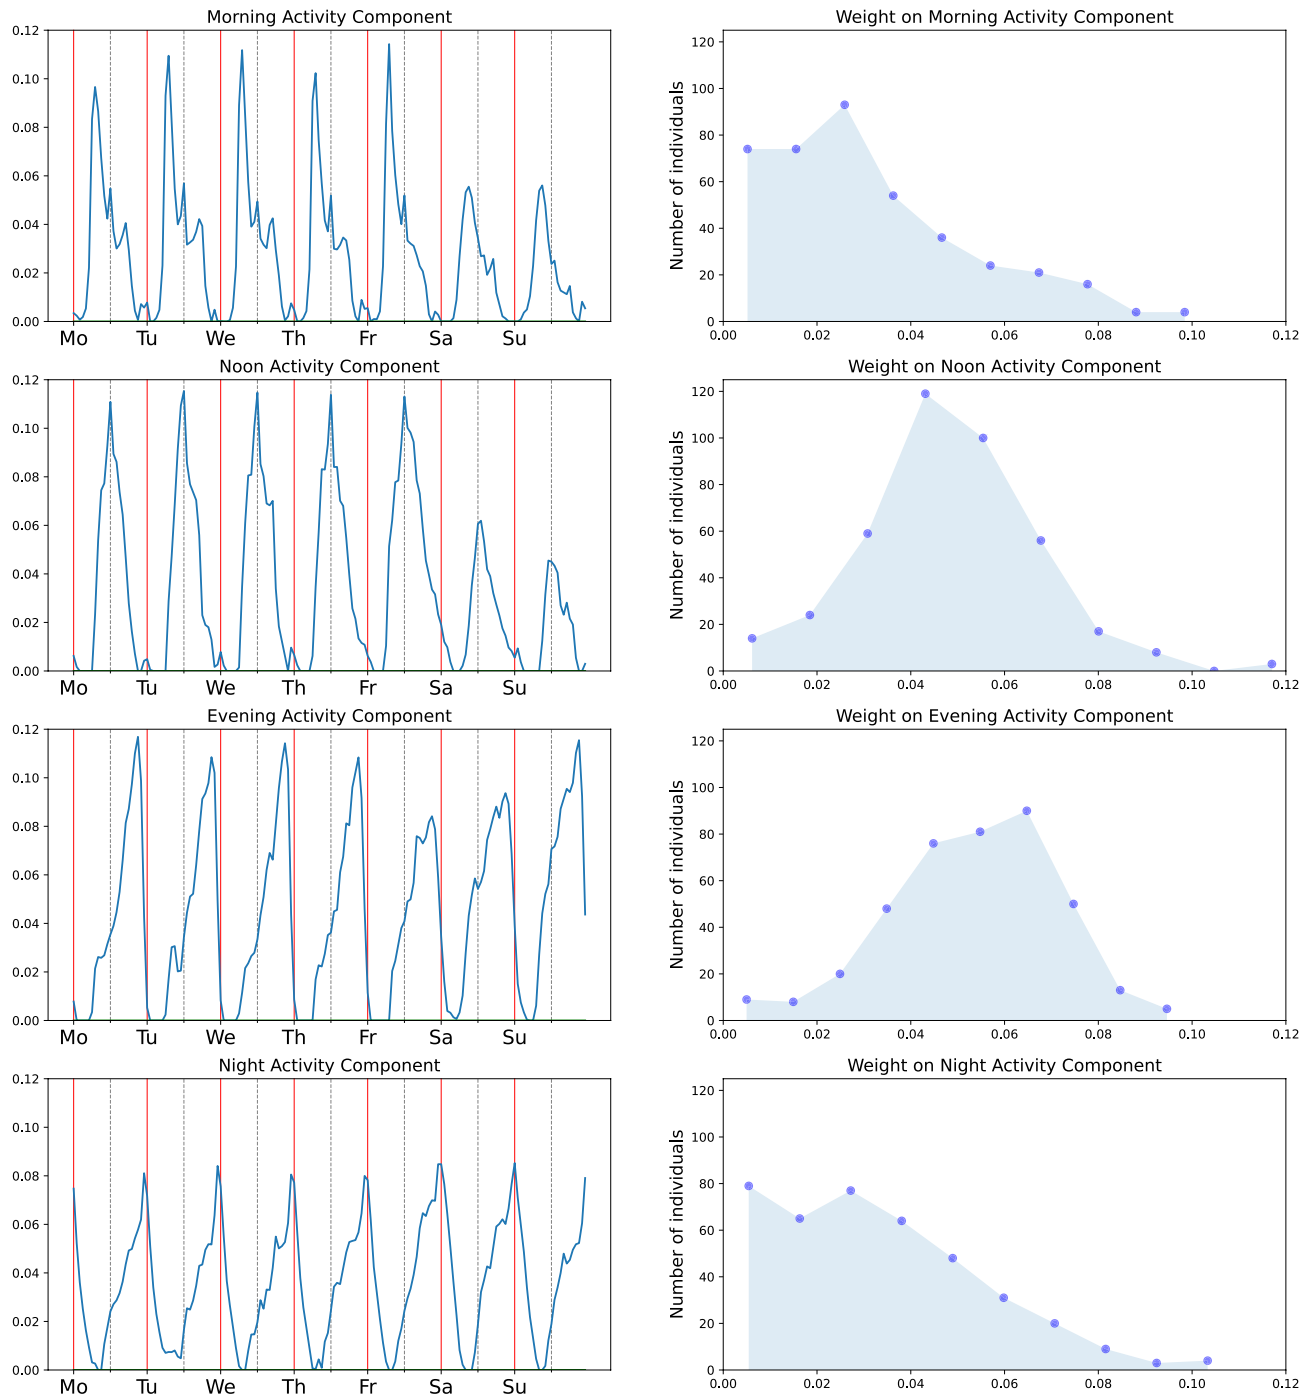 Morning Activity Component
0.12
0.10
0.08
0.06
0.04
0.02
0.00
Mo Tu We Th Fr Sa Su
Weight on Morning Activity Component
Number of individuals
120
100
80
60
40
20
0
0.00 0.02 0.04 0.06 0.08 0.10 0.12
Noon Activity Component
0.12
0.10
0.08
0.06
0.04
0.02
0.00
Mo Tu We Th Fr Sa Su
Weight on Noon Activity Component
Number of individuals
120
100
80
60
40
20
0
0.00 0.02 0.04 0.06 0.08 0.10 0.12
Evening Activity Component
0.12
0.10
0.08
0.06
0.04
0.02
0.00
Mo Tu We Th Fr Sa Su
Weight on Evening Activity Component
Number of individuals
120
100
80
60
40
20
0
0.00 0.02 0.04 0.06 0.08 0.10 0.12
Night Activity Component
0.12
0.10
0.08
0.06
0.04
0.02
0.00
Mo Tu We Th Fr Sa Su
Weight on Night Activity Component
Number of individuals
120
100
80
60
40
20
0
0.00 0.02 0.04 0.06 0.08 0.10 0.12